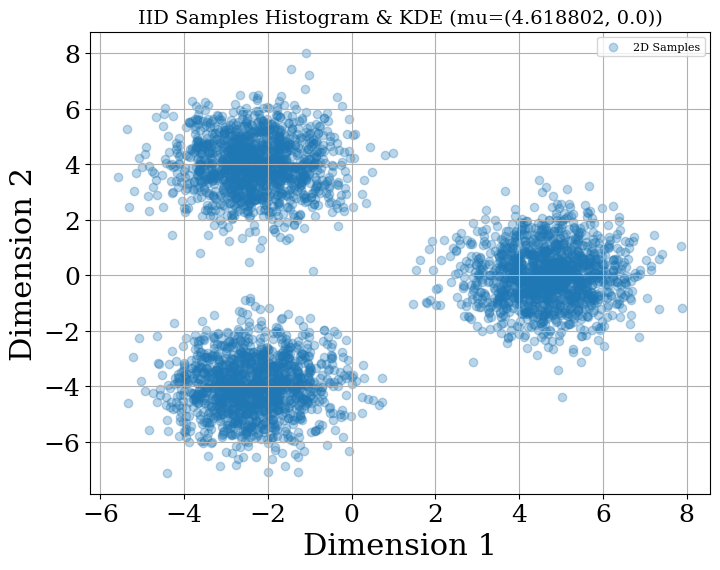 IID Samples Histogram & KDE (mu=(4.618802, 0.0))
2D Samples
Dimension 2
8
6
4
2
0
−2
−4
−6
−6 −4 −2 0 2 4 6 8
Dimension 1